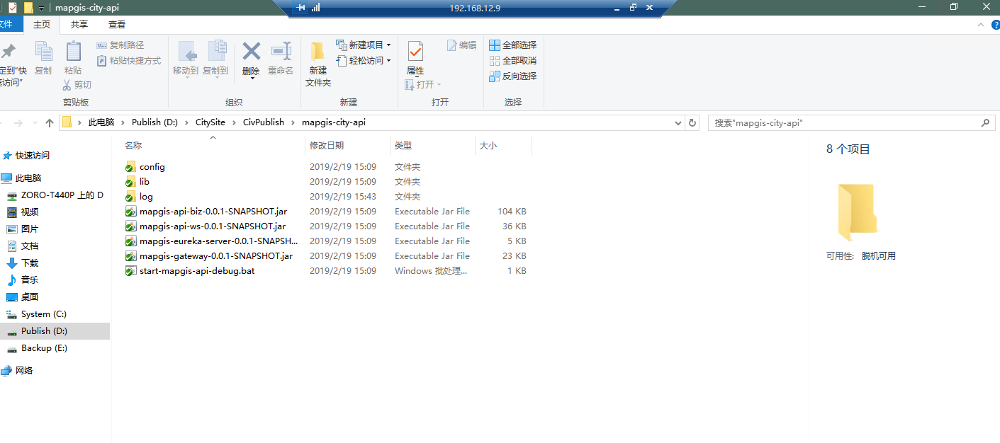 mapgis-city-api
192.168.12.9
文件 主页 共享 查看
复制
粘贴
复制路径
粘贴快捷方式
剪切
剪贴板
移动到 复制到 删除 重命名
组织
新建
文件夹
新建项目
轻松访问
新建
属性
打开
编辑
打开
全部选择
全部取消
反向选择
选择
此电脑 Publish (D:) CitySite CivPublish mapgis-city-api
搜索"mapgis-city-api"
名称 修改日期 类型 大小
config 2019/2/19 15:09 文件夹
lib 2019/2/19 15:09 文件夹
log 2019/2/19 15:43 文件夹
mapgis-api-biz-0.0.1-SNAPSHOT.jar 2019/2/19 15:09 Executable Jar File 104 KB
mapgis-api-ws-0.0.1-SNAPSHOT.jar 2019/2/19 15:09 Executable Jar File 36 KB
mapgis-eureka-server-0.0.1-SNAPSH... 2019/2/19 15:09 Executable Jar File 5 KB
mapgis-gateway-0.0.1-SNAPSHOT.jar 2019/2/19 15:09 Executable Jar File 23 KB
start-mapgis-api-debug.bat 2019/2/19 15:09 Windows 批处理... 1 KB
快速访问
此电脑
ZORO-T440P 上的 D
视频
图片
文档
下载
音乐
桌面
System (C:)
Publish (D:)
Backup (E:)
网络
8 个项目
可用性: 脱机可用